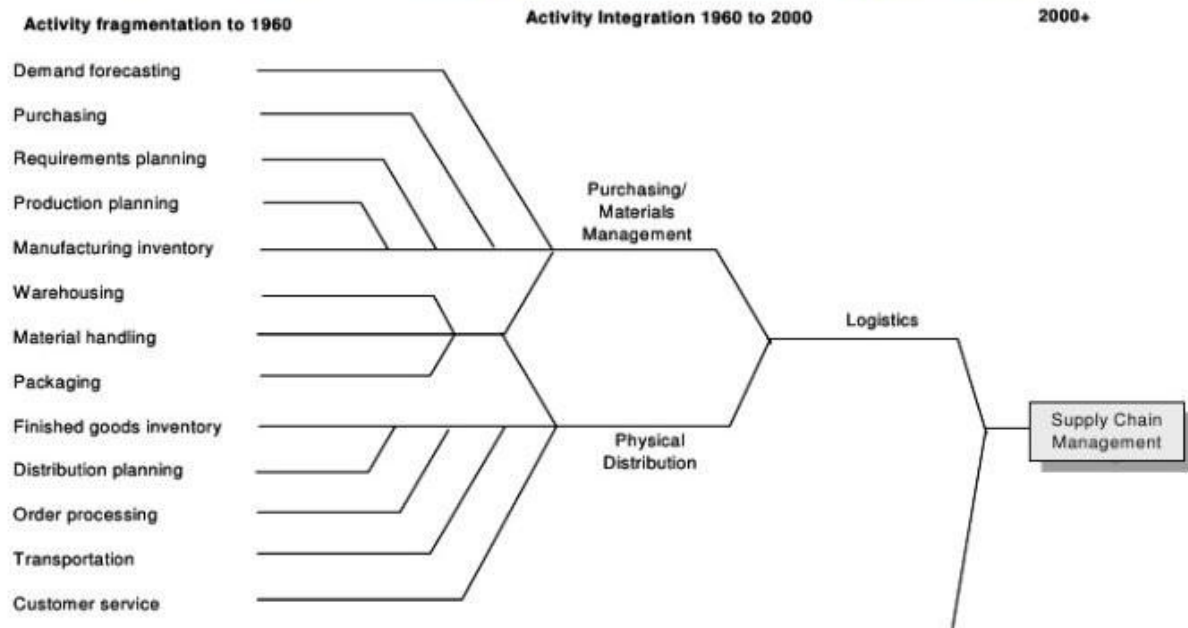 Activity fragmentation to 1960
Activity Integration 1960 to 2000
2000+
Demand forecasting
Purchasing
Requirements planning
Production planning
Manufacturing inventory
Warehousing
Material handling
Packaging
Finished goods inventory
Distribution planning
Order processing
Transportation
Customer service
Purchasing/
Materials
Management
Physical
Distribution
Logistics
Supply Chain
Management